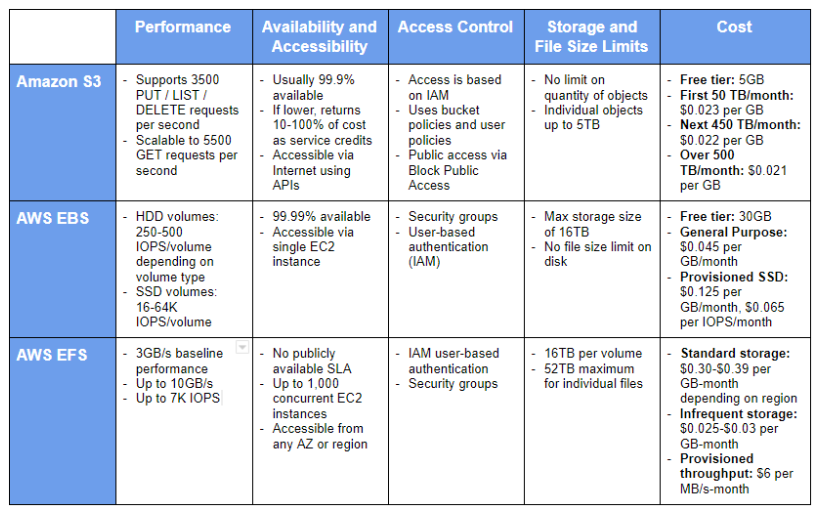 Performance
Availability and
Accessibility
Access Control
Storage and
File Size Limits
Cost
Amazon S3
- Supports 3500
PUT / LIST /
DELETE requests
per second
- Scalable to 5500
GET requests per
second
- Usually 99.9%
available
- If lower, returns
10-100% of cost
as service credits
- Accessible via
Internet using
APIs
- Access is based
on IAM
- Uses bucket
policies and user
policies
- Public access via
Block Public
Access
- No limit on
quantity of objects
- Individual objects
up to 5TB
- Free tier: 5GB
- First 50 TB/month:
$0.023 per GB
- Next 450 TB/month:
$0.022 per GB
- Over 500
TB/month: $0.021
per GB
AWS EBS
- HDD volumes:
250-500
IOPS/volume
depending on
volume type
- SSD volumes:
16-64K
IOPS/volume
- 99.99% available
- Accessible via
single EC2
instance
- Security groups
- User-based
authentication
(IAM)
- Max storage size
of 16TB
- No file size limit on
disk
- Free tier: 30GB
- General Purpose:
$0.045 per
GB/month
- Provisioned SSD:
$0.125 per
GB/month, $0.065
per IOPS/month
AWS EFS
- 3GB/s baseline
performance
- Up to 10GB/s
- Up to 7K IOPS
- No publicly
available SLA
- Up to 1,000
concurrent EC2
instances
- Accessible from
any AZ or region
- IAM user-based
authentication
- Security groups
- 16TB per volume
- 52TB maximum
for individual files
- Standard storage:
$0.30-$0.39 per
GB-month
depending on region
- Infrequent storage:
$0.025-$0.03 per
GB-month
- Provisioned
throughput: $6 per
MB/s-month